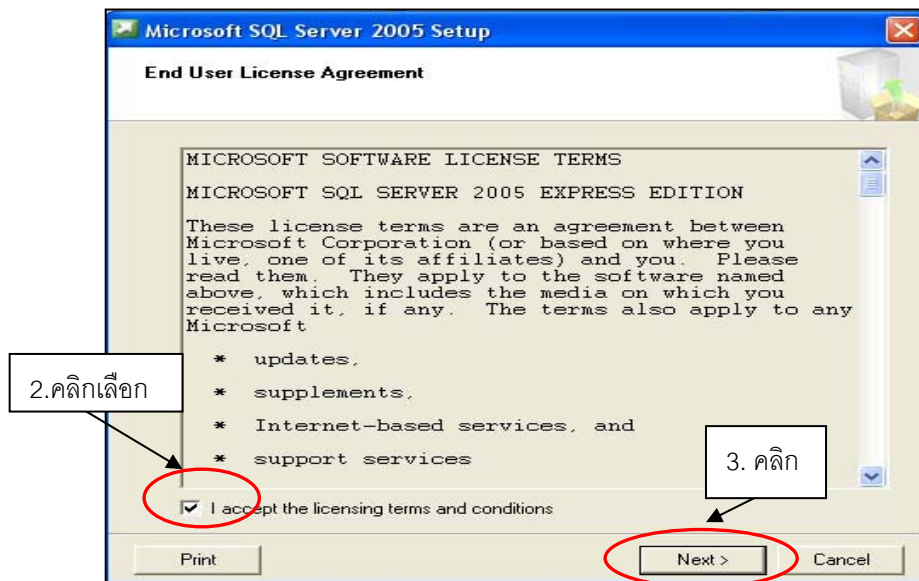 Microsoft SQL Server 2005 Setup
End User License Agreement
MICROSOFT SOFTWARE LICENSE TERMS
MICROSOFT SQL SERVER 2005 EXPRESS EDITION
These license terms are an agreement between
Microsoft Corporation (or based on where you
live, one of its affiliates) and you.  Please
read them.  They apply to the software named
above, which includes the media on which you
received it, if any.  The terms also apply to any
Microsoft
* updates,
* supplements,
* Internet-based services, and
* support services
2.คลิกเลือก
3. คลิก
I accept the licensing terms and conditions
Print
Next >
Cancel